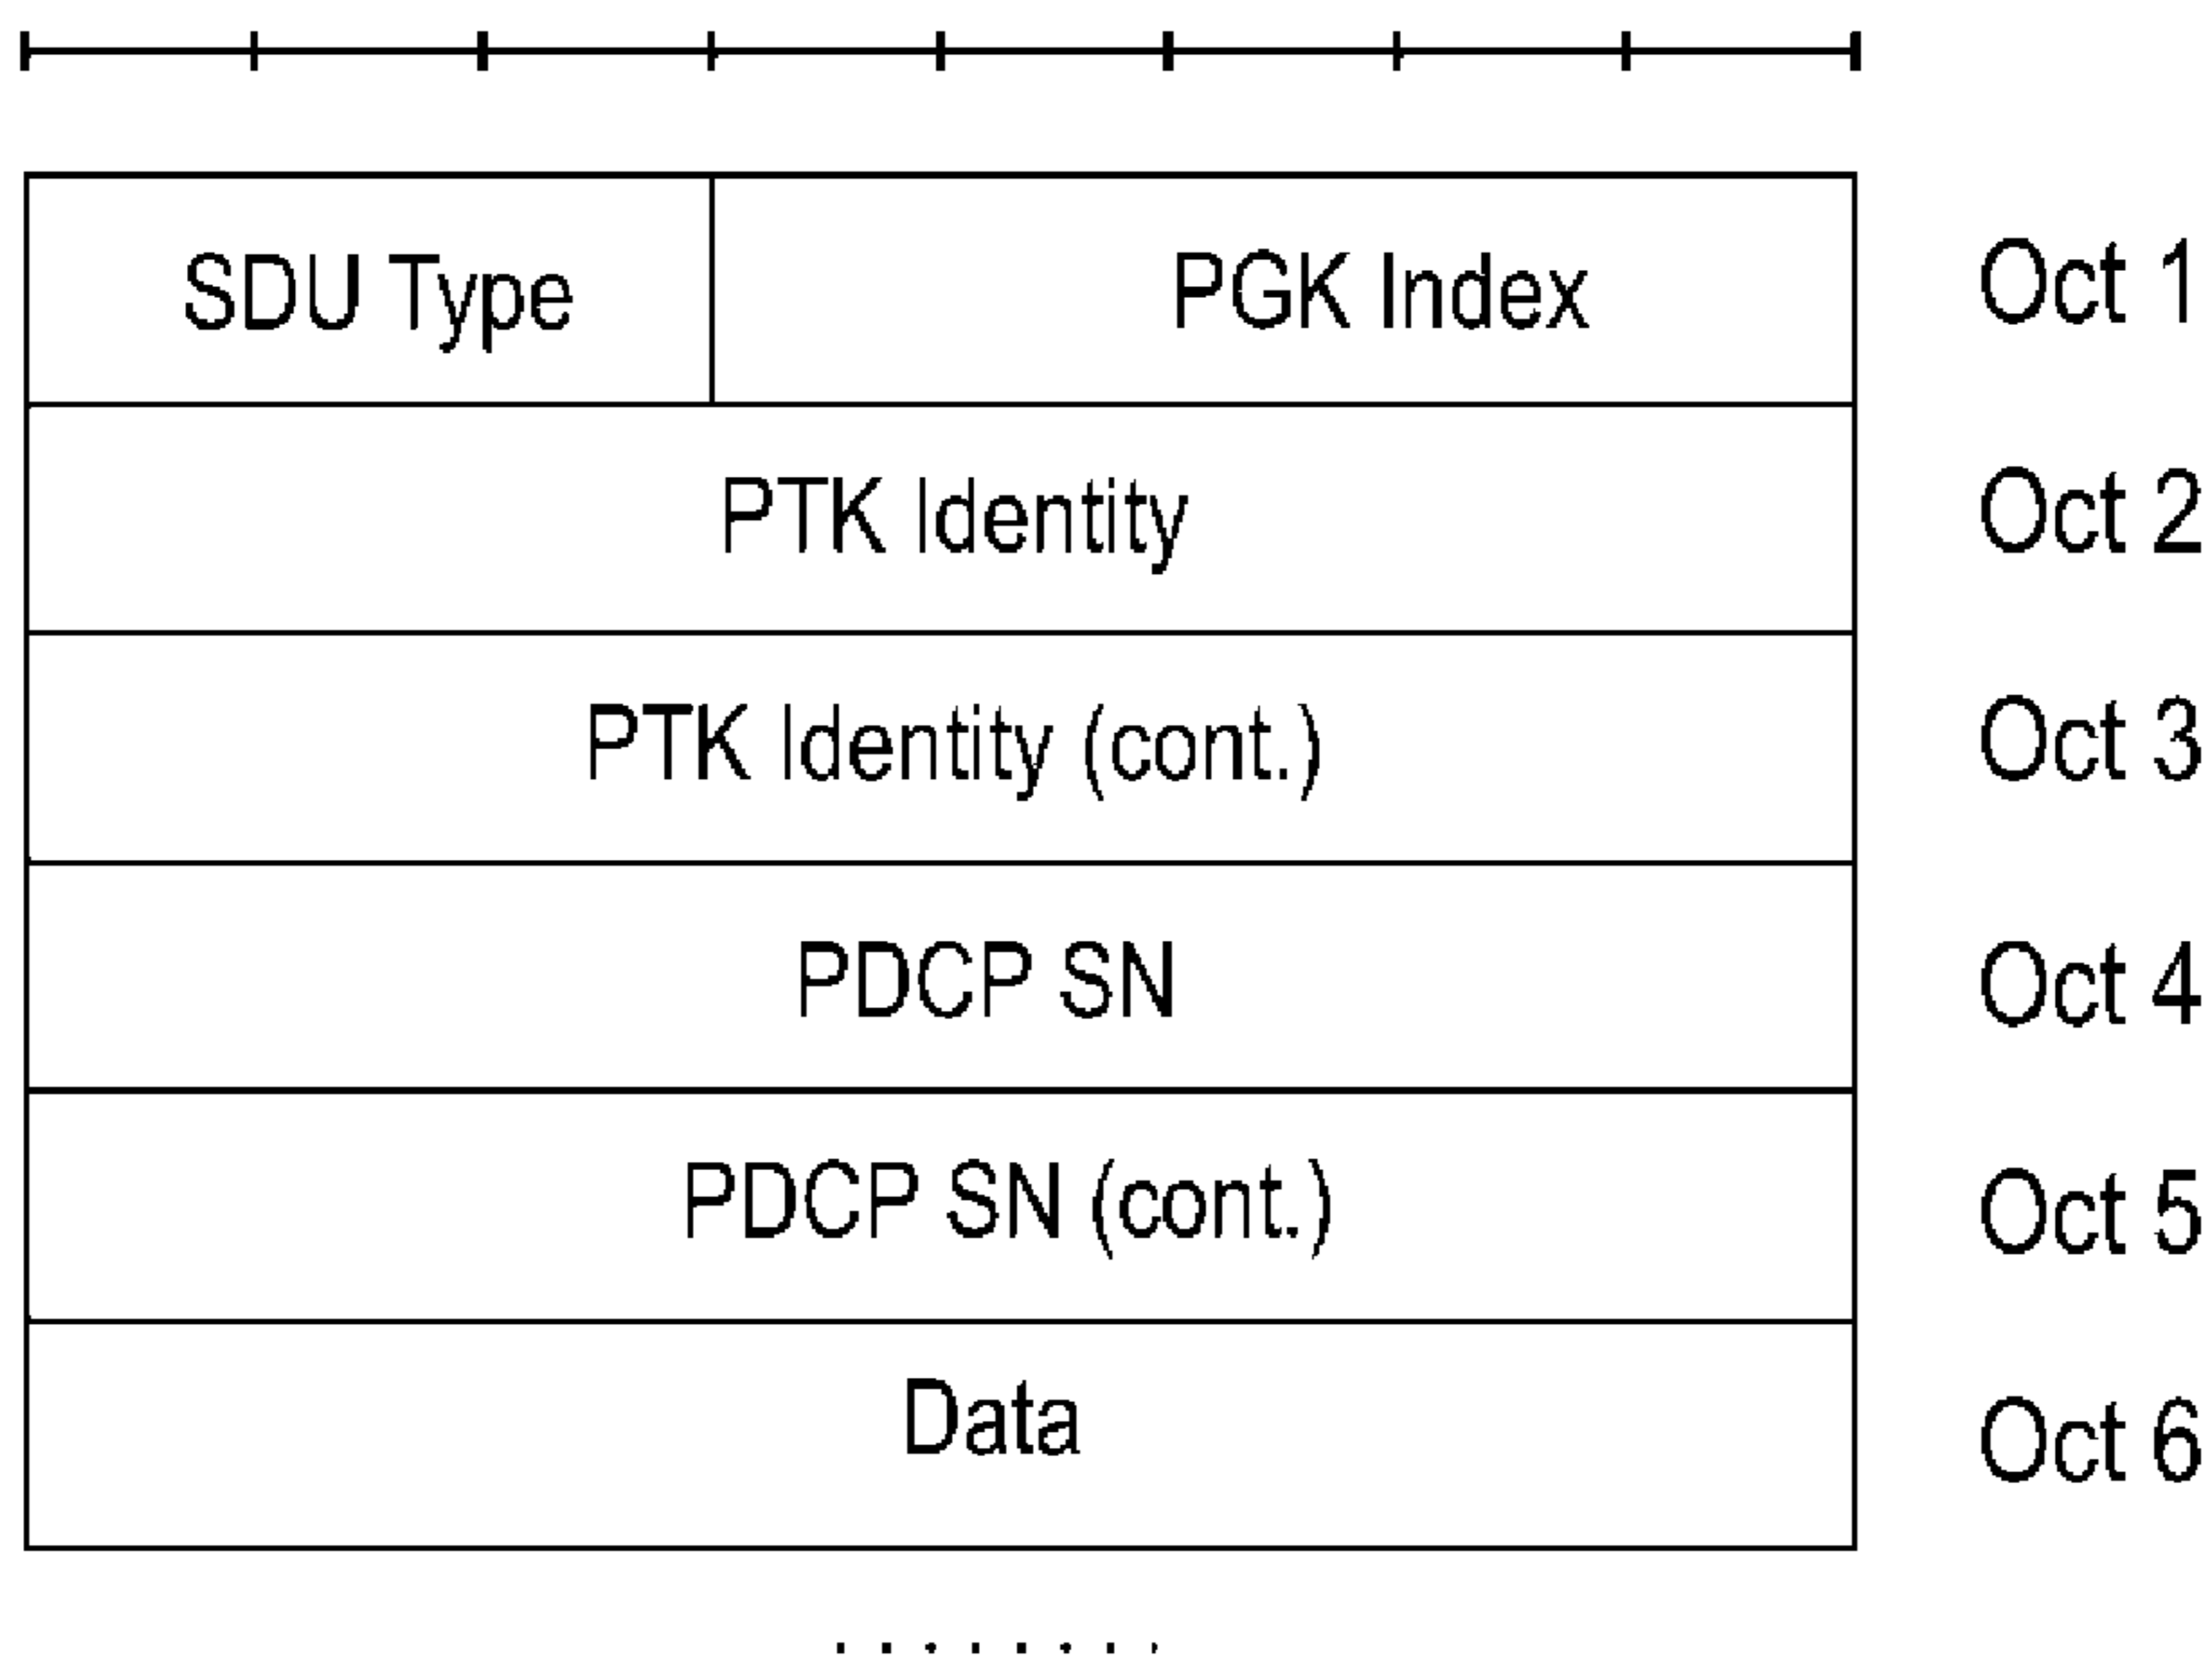 SDU Type PGK Index Oct 1
PTK Identity Oct 2
PTK Identity (cont.) Oct 3
PDCP SN Oct 4
PDCP SN (cont.) Oct 5
Data Oct 6
. . . . . . . .